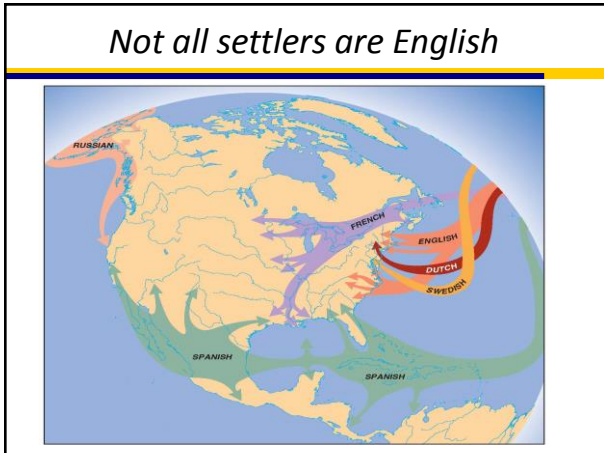 Not all settlers are English
RUSSIAN
FRENCH
ENGLISH
DUTCH
SWEDISH
SPANISH
SPANISH